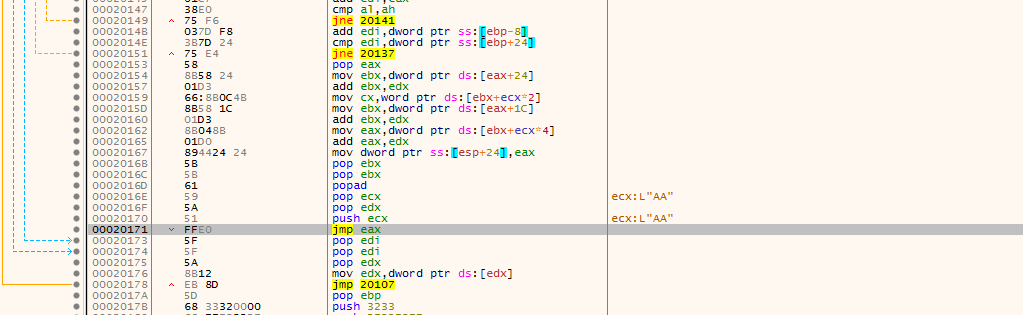 00020149 75 F6 jne 20141
0002014B 037D F8 add edi,dword ptr ss:[ebp-8]
0002014E 3B7D 24 cmp edi,dword ptr ss:[ebp+24]
00020151 75 E4 jne 20137
00020153 58 pop eax
00020154 8B58 24 mov ebx,dword ptr ds:[eax+24]
00020157 01D3 add ebx,edx
00020159 66:8B0C4B mov cx,word ptr ds:[ebx+ecx*2]
0002015D 8B58 1C mov ebx,dword ptr ds:[eax+1C]
00020160 01D3 add ebx,edx
00020162 8B048B mov eax,dword ptr ds:[ebx+ecx*4]
00020165 01D0 add eax,edx
00020167 894424 24 mov dword ptr ss:[esp+24],eax
0002016B 5B pop ebx
0002016C 5B pop ebx
0002016D 61 popad
0002016E 59 pop ecx ecx:L"AA"
0002016F 5A pop edx
00020170 51 push ecx ecx:L"AA"
00020171 FFE0 jmp eax
00020173 5F pop edi
00020174 5F pop edi
00020175 5A pop edx
00020176 8B12 mov edx,dword ptr ds:[edx]
00020178 EB 8D jmp 20107
0002017A 5D pop ebp
0002017B 68 33320000 push 3233